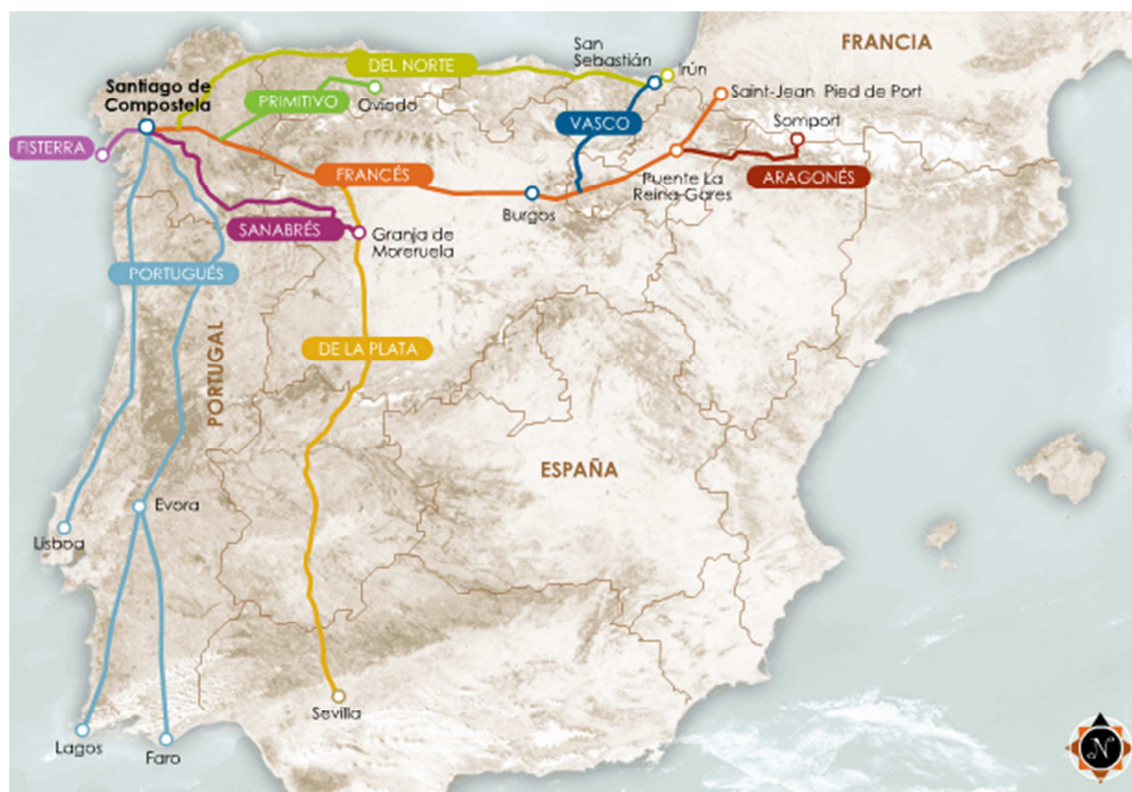 FRANCIA
San
Sebastián
Irún
DEL NORTE
Saint-Jean Pied de Port
Santiago de
Compostela
PRIMITIVO
Oviedo
VASCO
Somport
FISTERRA
FRANCÉS
Puente La
Reina-Gares
ARAGONÉS
Burgos
SANABRÉS
Granja de
Moreruela
PORTUGUÉS
PORTUGAL
DE LA PLATA
ESPAÑA
Evora
Lisboa
Sevilla
Lagos
Faro
N